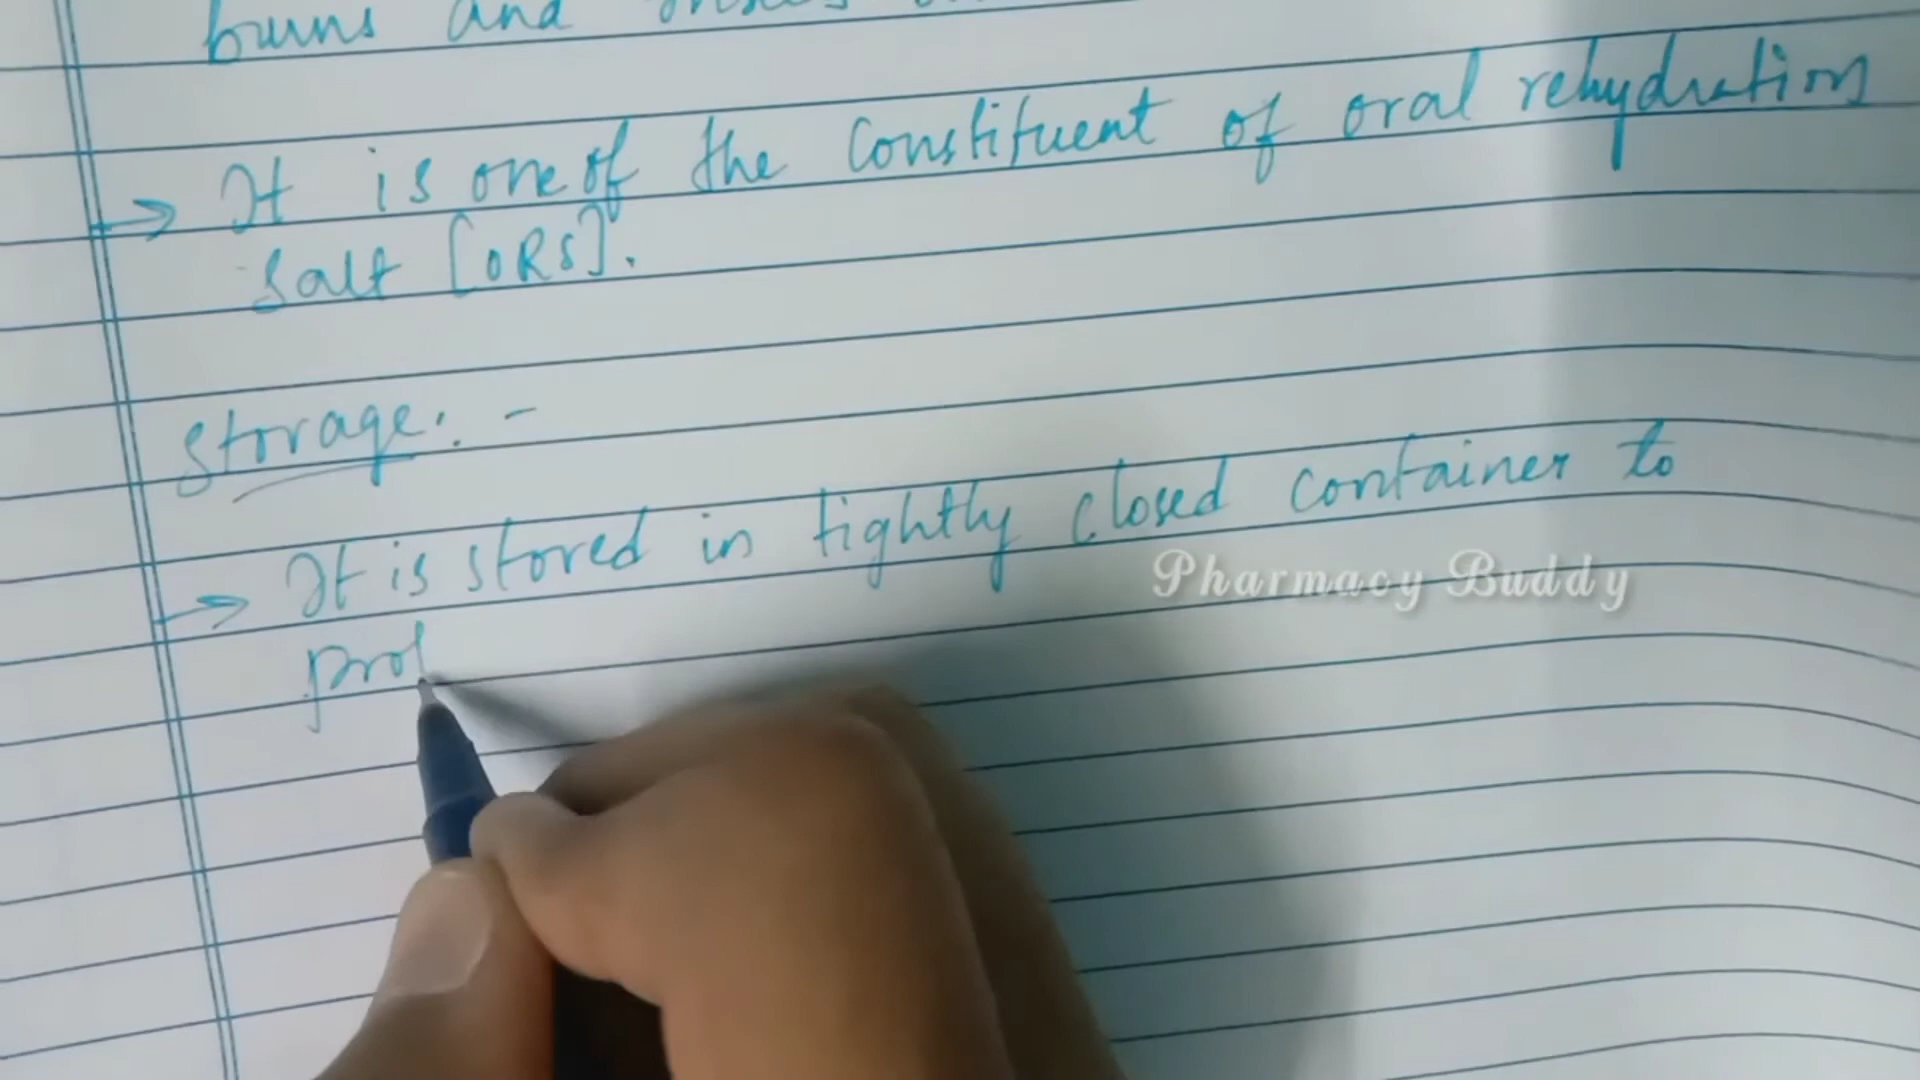 burns and
→ It is one of the constituent of oral rehydration
salt [ORS].
Storage: -
→ It is stored in tightly closed container to
prot
Pharmacy Buddy